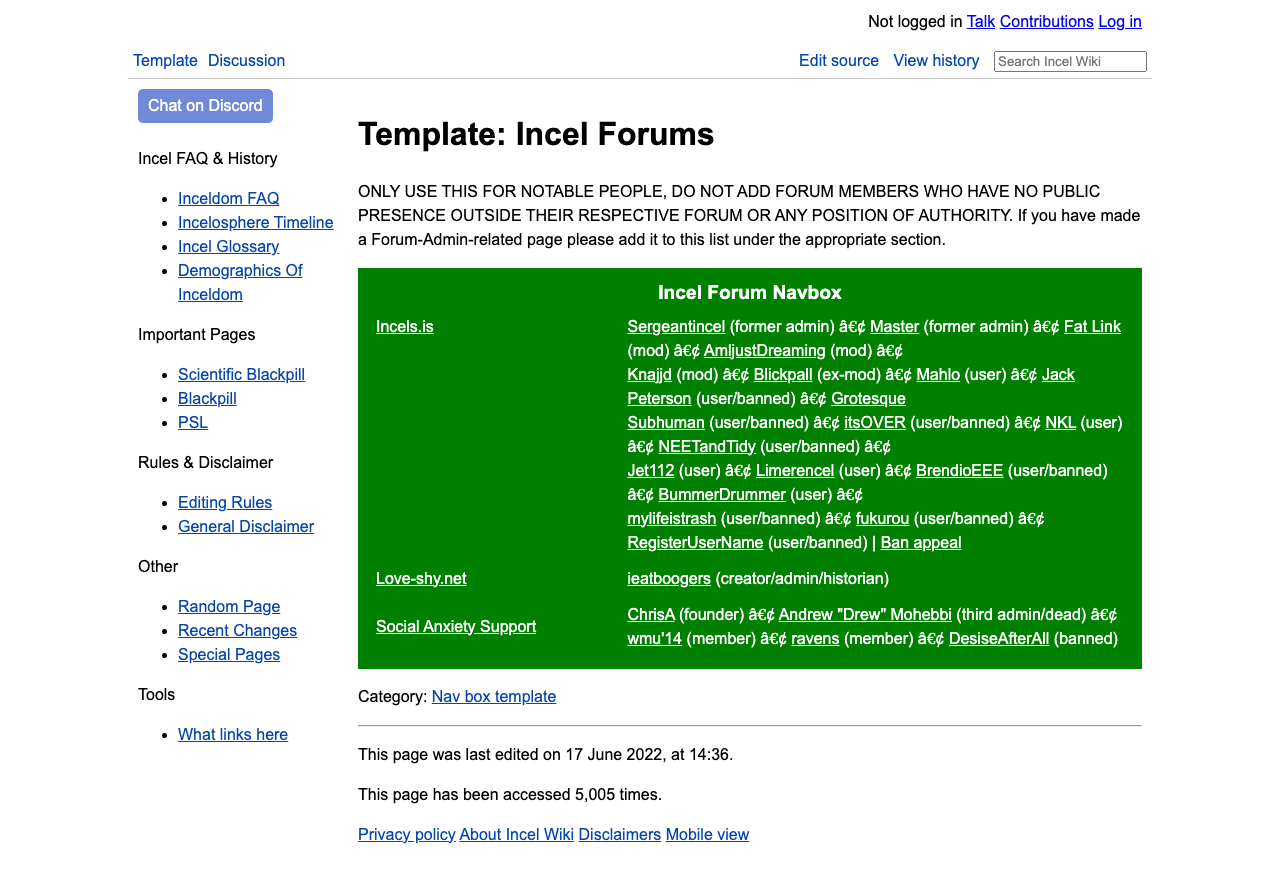 Not logged in Talk Contributions Log in
Template Discussion
Edit source View history Search Incel Wiki
Chat on Discord
Incel FAQ & History
Inceldom FAQ
Incelosphere Timeline
Incel Glossary
Demographics Of
Inceldom
Important Pages
Scientific Blackpill
Blackpill
PSL
Rules & Disclaimer
Editing Rules
General Disclaimer
Other
Random Page
Recent Changes
Special Pages
Tools
What links here
Template: Incel Forums
ONLY USE THIS FOR NOTABLE PEOPLE, DO NOT ADD FORUM MEMBERS WHO HAVE NO PUBLIC
PRESENCE OUTSIDE THEIR RESPECTIVE FORUM OR ANY POSITION OF AUTHORITY. If you have made
a Forum-Admin-related page please add it to this list under the appropriate section.
Incel Forum Navbox
Incels.is
Sergeantincel (former admin) â€¢ Master (former admin) â€¢ Fat Link
(mod) â€¢ AmljustDreaming (mod) â€¢
Knajjd (mod) â€¢ Blickpall (ex-mod) â€¢ Mahlo (user) â€¢ Jack
Peterson (user/banned) â€¢ Grotesque
Subhuman (user/banned) â€¢ itsOVER (user/banned) â€¢ NKL (user)
â€¢ NEETandTidy (user/banned) â€¢
Jet112 (user) â€¢ Limerencel (user) â€¢ BrendioEEE (user/banned)
â€¢ BummerDrummer (user) â€¢
mylifeistrash (user/banned) â€¢ fukurou (user/banned) â€¢
RegisterUserName (user/banned) | Ban appeal
Love-shy.net
ieatboogers (creator/admin/historian)
Social Anxiety Support
ChrisA (founder) â€¢ Andrew "Drew" Mohebbi (third admin/dead) â€¢
wmu'14 (member) â€¢ ravens (member) â€¢ DesiseAfterAll (banned)
Category: Nav box template
This page was last edited on 17 June 2022, at 14:36.
This page has been accessed 5,005 times.
Privacy policy About Incel Wiki Disclaimers Mobile view